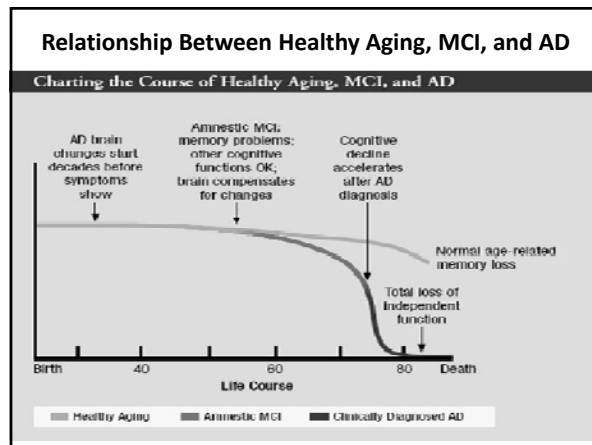 Relationship Between Healthy Aging, MCI, and AD
Charting the Course of Healthy Aging, MCI, and AD
AD brain
changes start
decades before
symptoms
show
Amnestic MCI:
memory problems;
other cognitive
functions OK;
brain compensates
for changes
Cognitive
decline
accelerates
after AD
diagnosis
Normal age-related
memory loss
Total loss of
independent
function
Birth 40 60 80 Death
Life Course
Healthy Aging Amnestic MCI Clinically Diagnosed AD